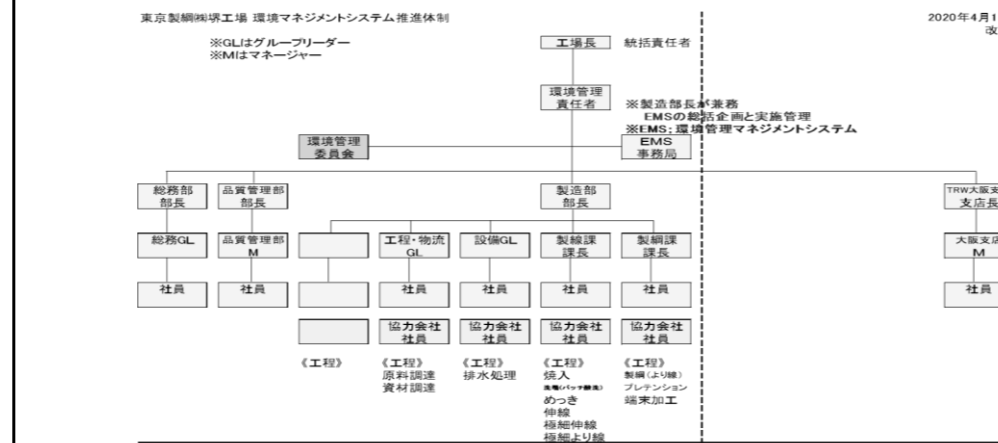 東京製綱㈱堺工場 環境マネジメントシステム推進体制
2020年4月1
改
※GLはグループリーダー
※Mはマネージャー
工場長 統括責任者
環境管理
責任者
※製造部長が兼務
EMSの総括企画と実施管理
※EMS;環境管理マネジメントシステム
環境管理
委員会
EMS
事務局
総務部
部長
品質管理部
部長
製造部
部長
TRW大阪支
支店長
総務GL
品質管理部
M
工程・物流
GL
設備GL
製線課
課長
製綱課
課長
大阪支店
M
社員 社員 社員 社員 社員 社員 社員
協力会社
社員
協力会社
社員
協力会社
社員
協力会社
社員
《工程》
《工程》
原料調達
資材調達
《工程》
排水処理
《工程》
焼入
めっき
伸線
極細伸線
極細より線
《工程》
製綱(より線)
プレテンション
端末加工